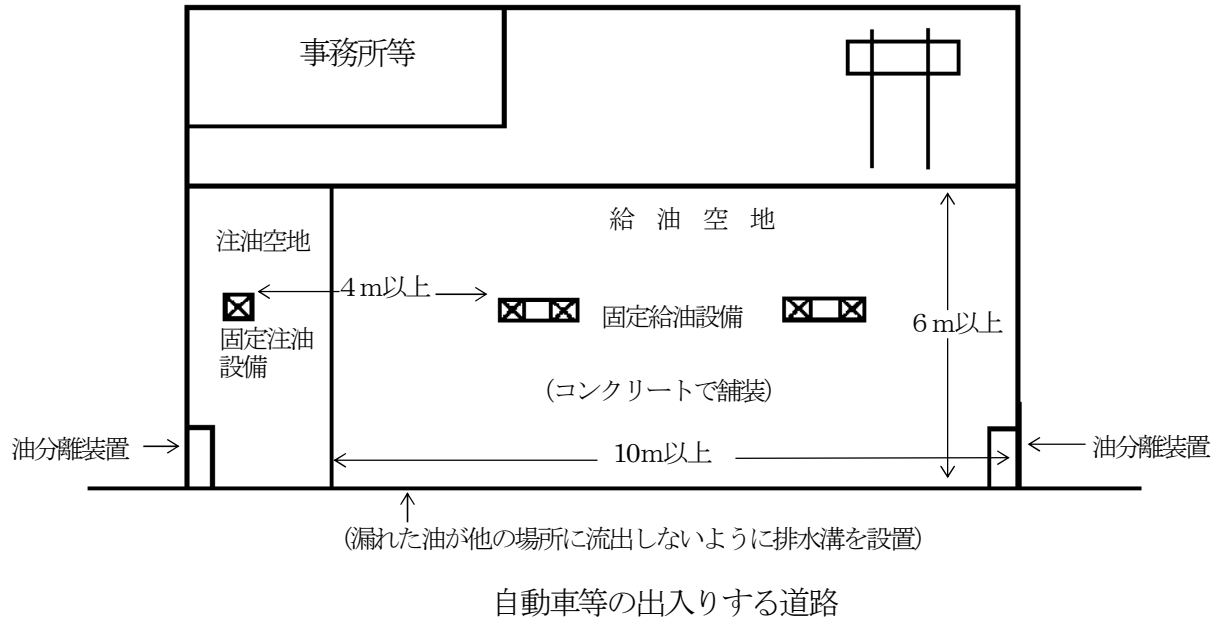 事務所等
給 油 空 地
注油空地
4m以上
固定注油
設備
固定給油設備
6m以上
(コンクリートで舗装)
油分離装置
10m以上
油分離装置
(漏れた油が他の場所に流出しないように排水溝を設置)
自動車等の出入りする道路